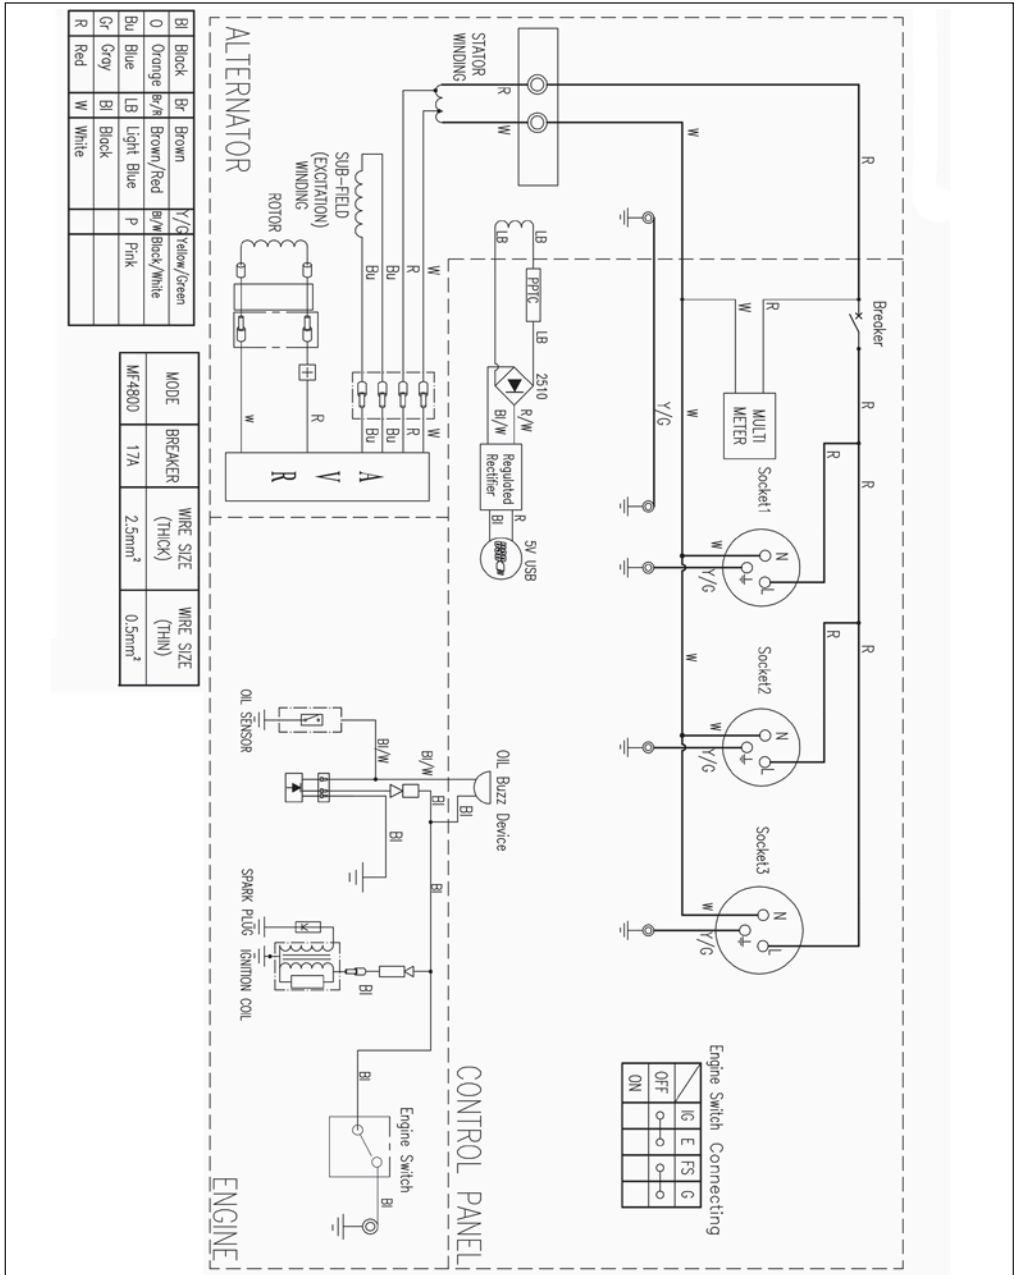 R
R
R
R
Breaker
W
R
W
R
R
MULTI
METER
Socket1
N
L
W
Y/G
Socket2
N
L
W
Y/G
Socket3
N
L
W
Y/G
Engine Switch Connecting
IG E FS G
OFF
ON
W
W
W
Y/G
STATOR
WINDING
R
W
LB
LB
PPTC
LB
2510
R/W
Bl/W
Regulated
Rectifier
R
Bl
5V USB
OIL Buzz Device
Bl/W
Bl/W
Bl
Bl
Bl
Bl
CONTROL PANEL
SUB-FIELD
(EXCITATION)
WINDING
W
R
Bu
Bu
W
R
Bu
Bu
ROTOR
R
W
A
V
R
ALTERNATOR
OIL SENSOR
SPARK PLUG
IGNITION COIL
Bl
Bl
Engine Switch
Bl
ENGINE
Bl Black Br Brown Y/G Yellow/Green
O Orange Br/R Brown/Red Bl/W Black/White
Bu Blue LB Light Blue P Pink
Gr Gray Bl Black
R Red W White
MODE BREAKER WIRE SIZE (THICK) WIRE SIZE (THIN)
MF4800 17A 2.5mm² 0.5mm²